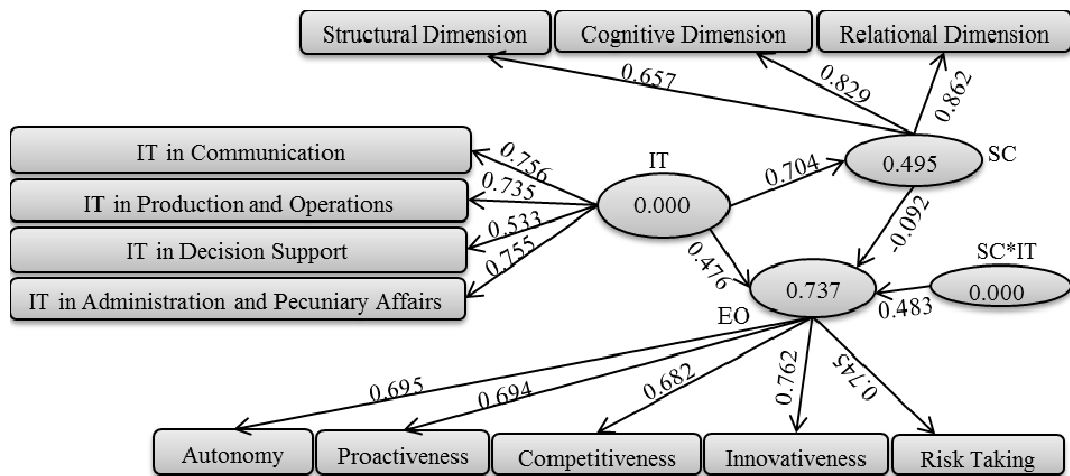 Structural Dimension
Cognitive Dimension
Relational Dimension
0.657
0.829
0.862
IT in Communication
IT in Production and Operations
IT in Decision Support
IT in Administration and Pecuniary Affairs
0.756
0.735
0.533
0.755
IT
0.000
0.704
0.495
SC
0.476
-0.092
SC*IT
0.000
0.483
0.737
EO
0.695
0.694
0.682
0.762
0.745
Autonomy
Proactiveness
Competitiveness
Innovativeness
Risk Taking